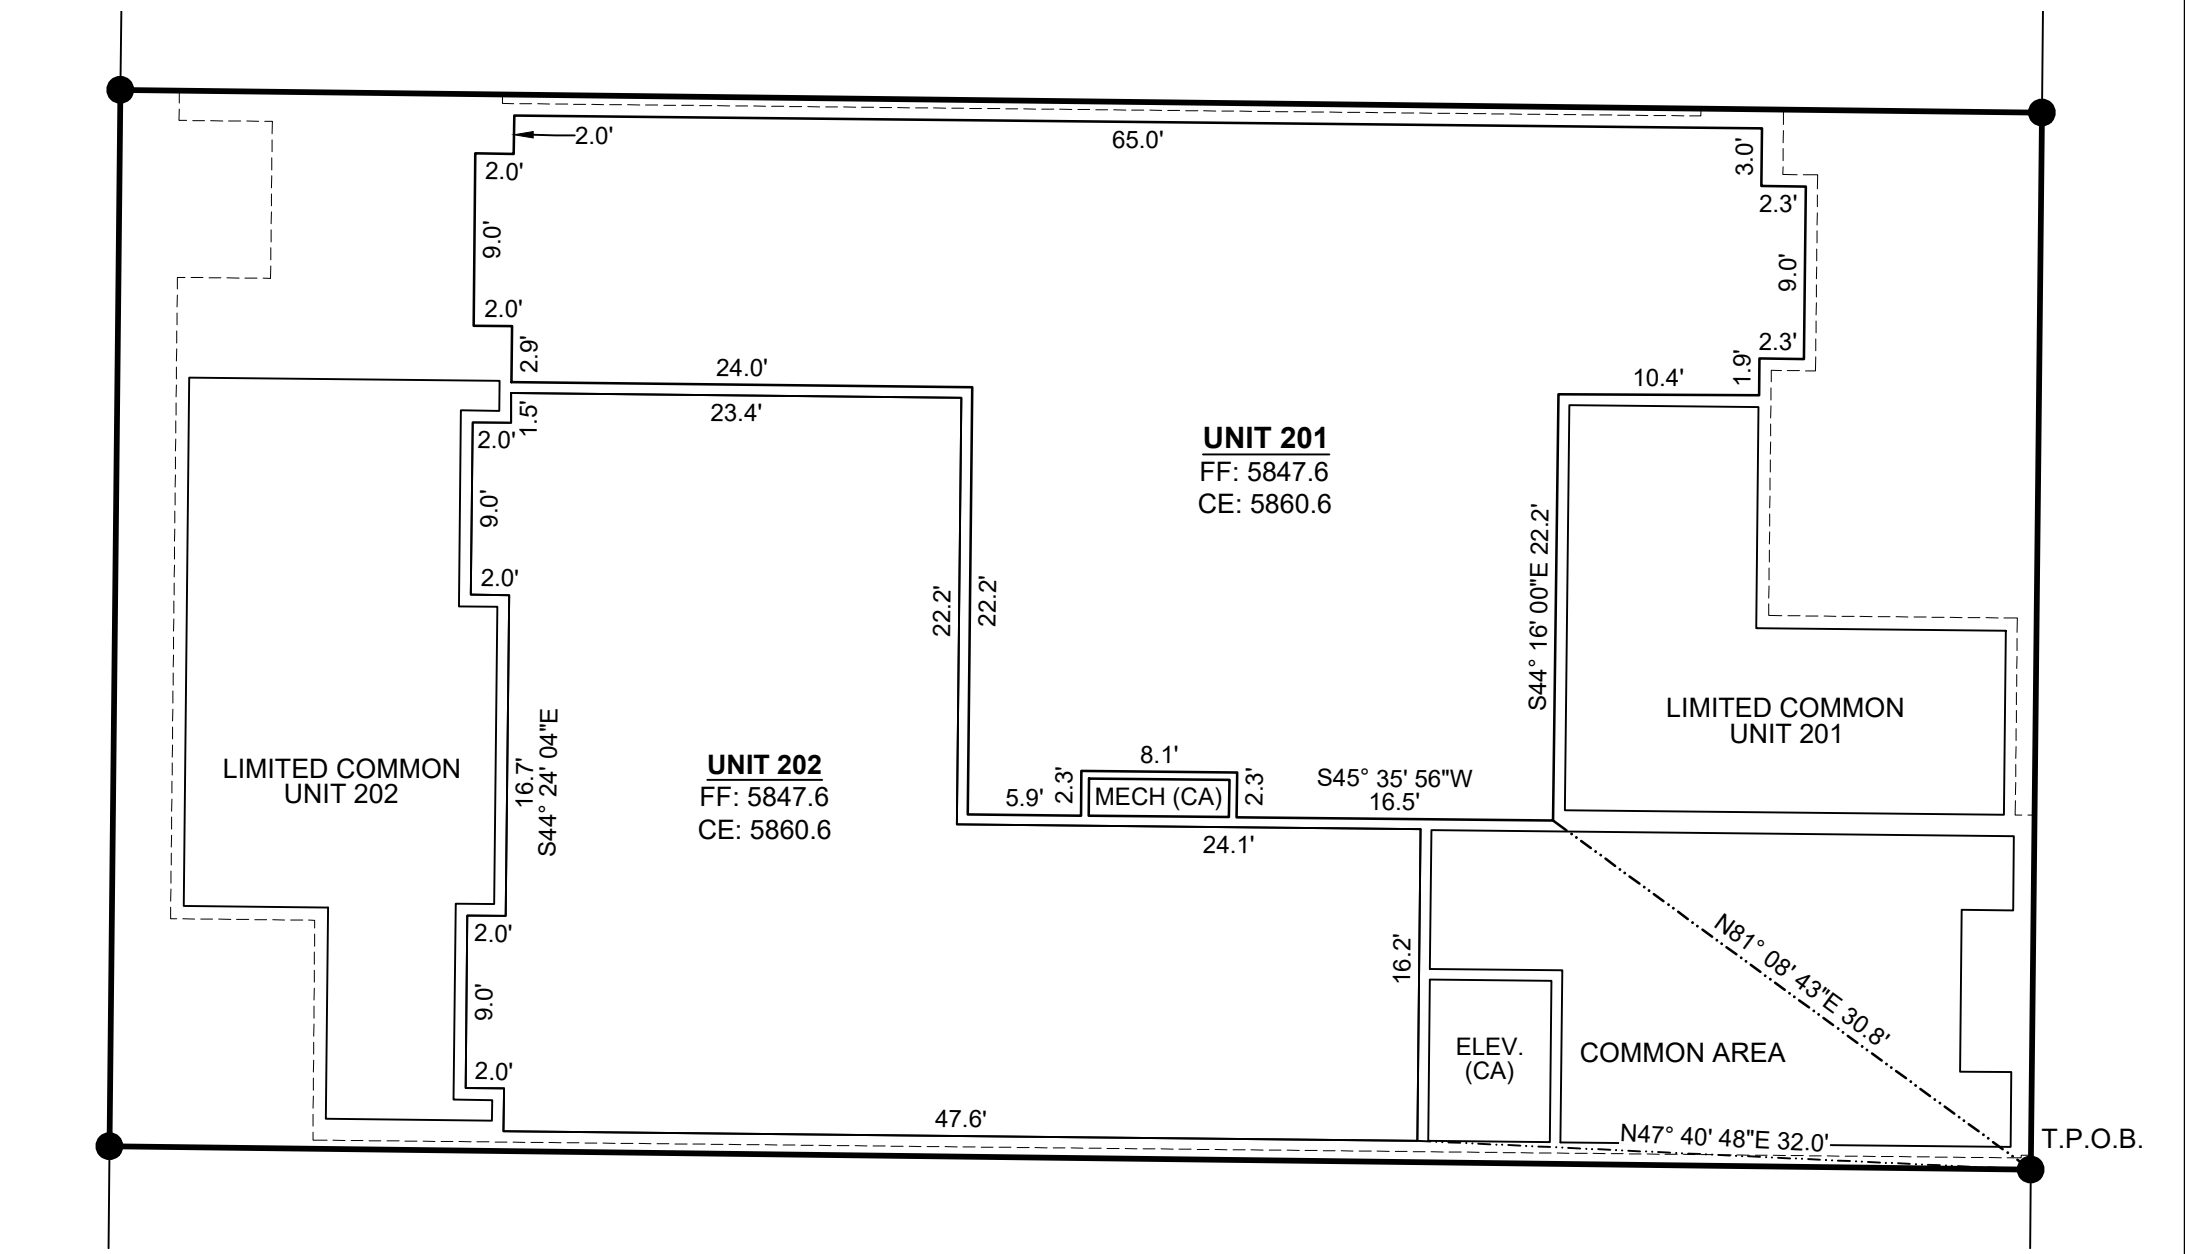 2.0'
65.0'
3.0'
2.0'
2.3'
9.0'
9.0'
2.0'
2.9'
2.3'
1.9'
24.0'
10.4'
23.4'
1.5'
2.0'
UNIT 201
FF: 5847.6
CE: 5860.6
9.0'
2.0'
22.2'
22.2'
S44° 16' 00"E 22.2'
LIMITED COMMON
UNIT 201
16.7'
S44° 24' 04"E
LIMITED COMMON
UNIT 202
UNIT 202
FF: 5847.6
CE: 5860.6
8.1'
5.9'
2.3'
MECH (CA)
2.3'
S45° 35' 56"W
16.5'
24.1'
2.0'
16.2'
N81° 08' 43"E 30.8'
9.0'
2.0'
ELEV.
(CA)
COMMON AREA
47.6'
N47° 40' 48"E 32.0'
T.P.O.B.